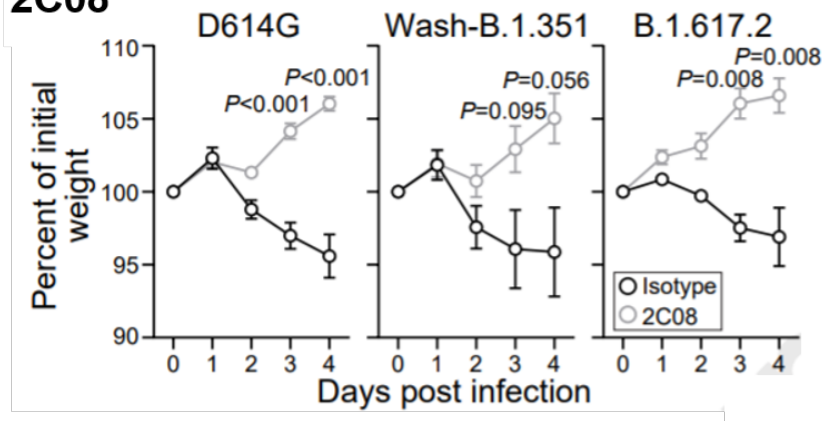 2C08
D614G
Wash-B.1.351
B.1.617.2
Percent of initial
weight
110
105
100
95
90
P<0.001
P<0.001
P=0.095
P=0.056
P=0.008
P=0.008
Isotype
2C08
0 1 2 3 4
0 1 2 3 4
0 1 2 3 4
Days post infection